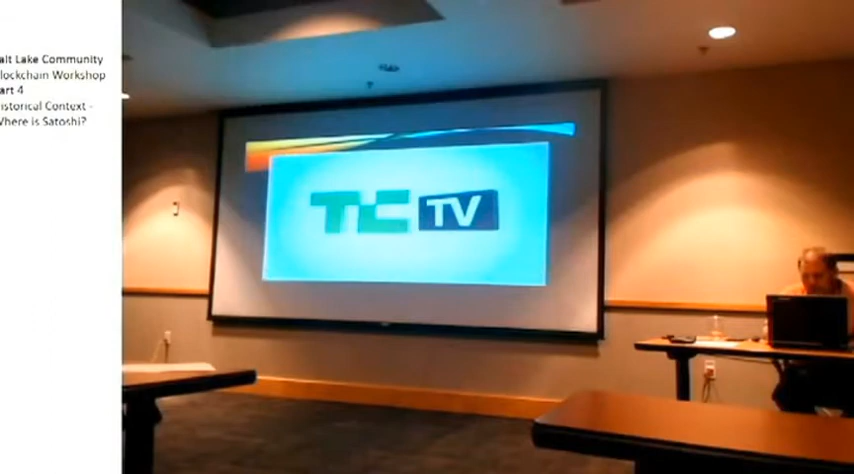 alt Lake Community
lockchain Workshop
art 4
istorical Context -
Where is Satoshi?
TC TV